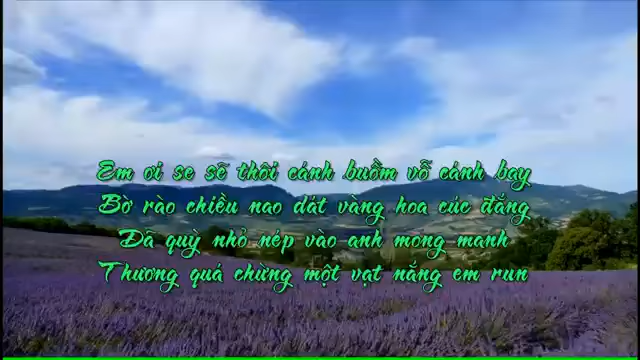 Em ơi se sẽ thôi cánh buồm vỗ cánh bay
Bờ rào chiều nao dát vàng hoa cúc đắng
Dã quỳ nhỏ nép vào anh mong manh
Thương quá chừng một vạt nắng em run